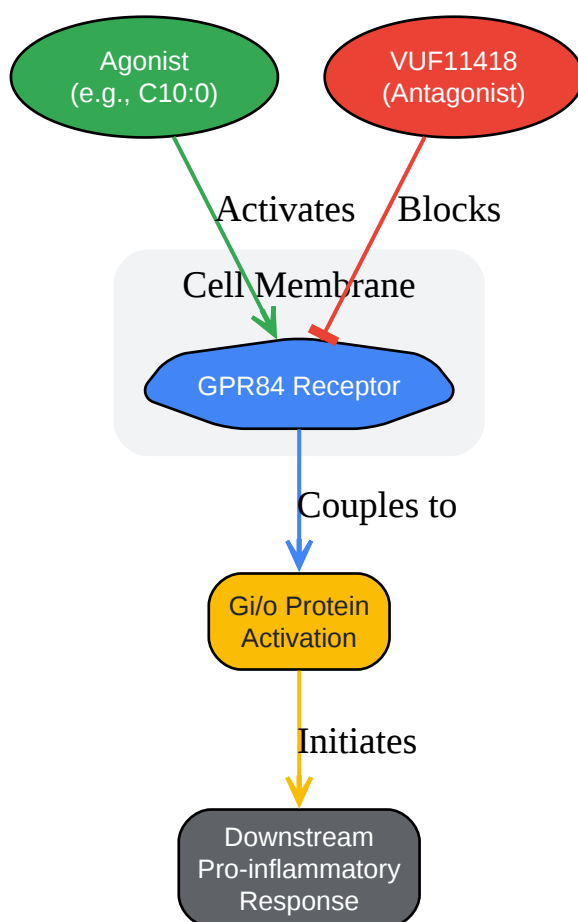 Agonist
(e.g., C10:0)
VUF11418
(Antagonist)
Activates
Blocks
Cell Membrane
GPR84 Receptor
Couples to
Gi/o Protein
Activation
Initiates
Downstream
Pro-inflammatory
Response